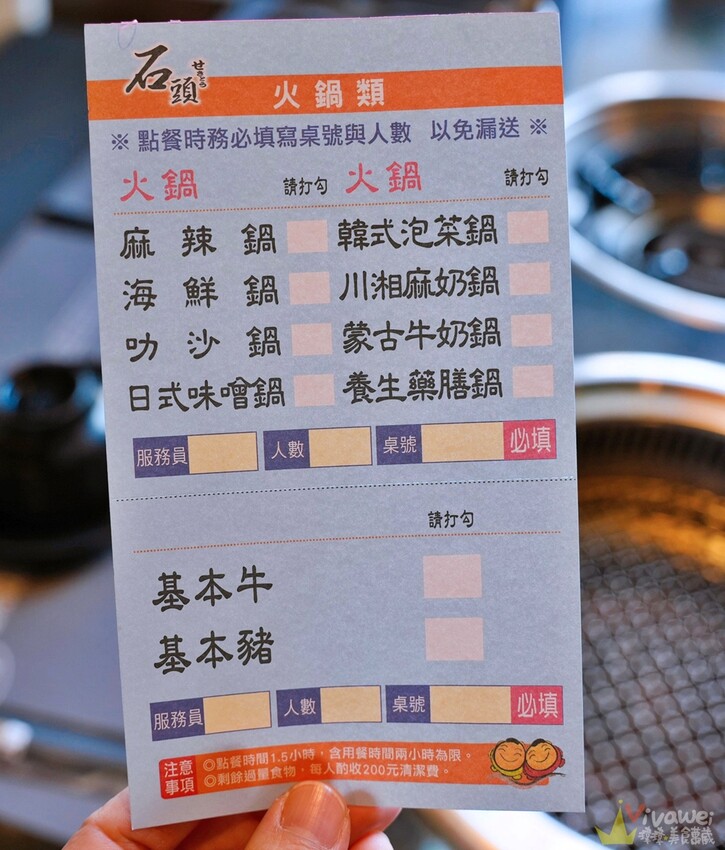 石頭
せきとう
火鍋類
※ 點餐時務必填寫桌號與人數 以免漏送 ※
火鍋 請打勾 火鍋 請打勾
麻辣鍋 韓式泡菜鍋
海鮮鍋 川湘麻奶鍋
叻沙鍋 蒙古牛奶鍋
日式味噌鍋 養生藥膳鍋
服務員 人數 桌號 必填
請打勾
基本牛
基本豬
服務員 人數 桌號 必填
注意事項
◎點餐時間1.5小時,含用餐時間兩小時為限。
◎剩餘過量食物,每人酌收200元清潔費。
Vivawei